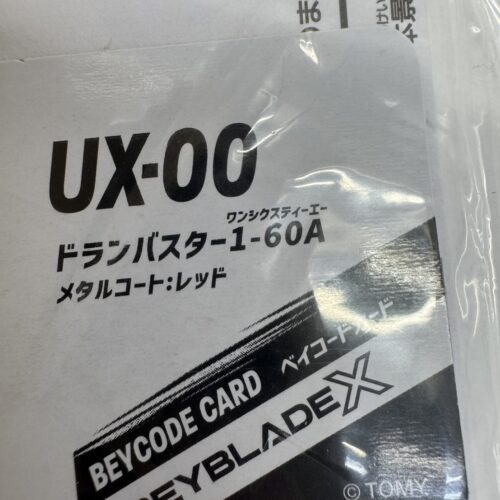 UX-00
ワンシクスティーエー
ドランバスター1-60A
メタルコート:レッド
BEYCODE CARD ベイコードカード
BEYBLADE X
© TOMY